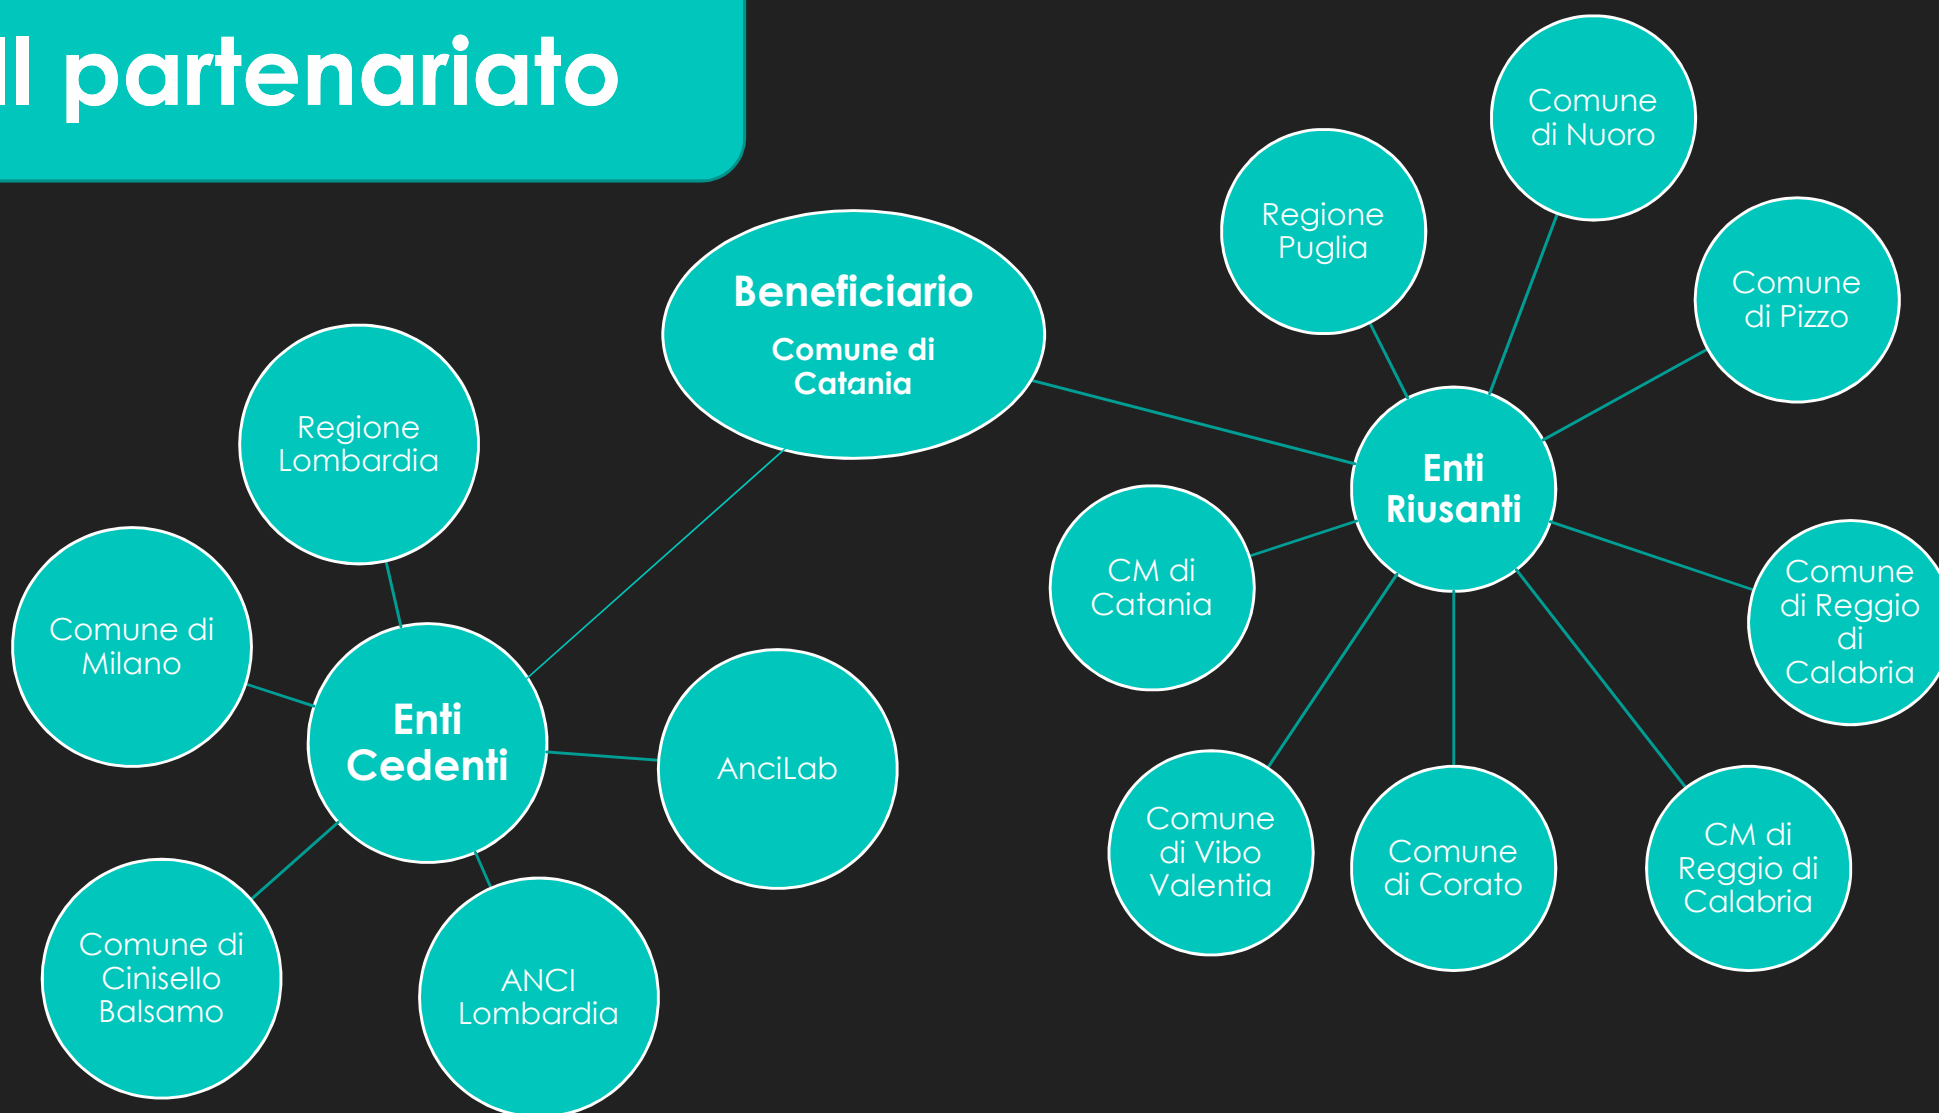 Il partenariato
Beneficiario
Comune di
Catania
Regione
Lombardia
Comune di
Milano
Enti
Cedenti
AnciLab
Comune di
Cinisello
Balsamo
ANCI
Lombardia
Comune
di Nuoro
Regione
Puglia
Comune
di Pizzo
Enti
Riusanti
CM di
Catania
Comune
di Reggio
di
Calabria
Comune
di Vibo
Valentia
Comune
di Corato
CM di
Reggio di
Calabria